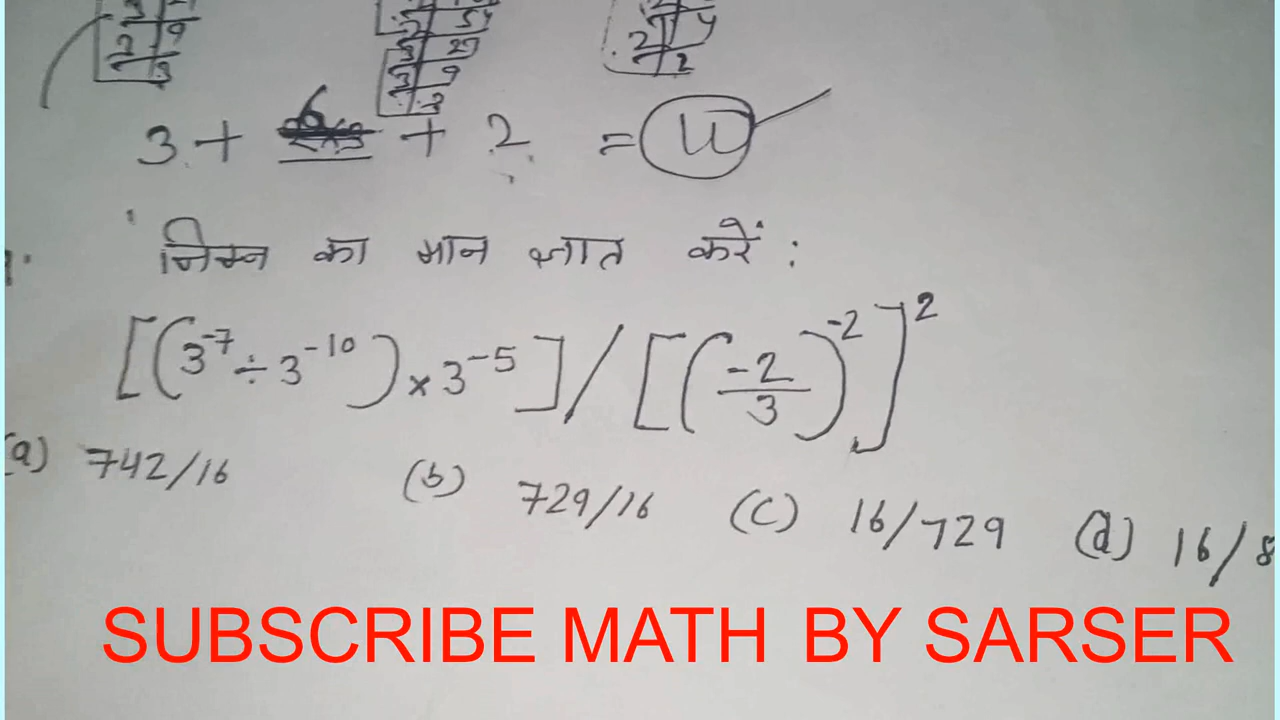 3 + 6 + 2 = 11
निम्न का मान ज्ञात करें :
[(3⁻⁷ ÷ 3⁻¹⁰) × 3⁻⁵] / [(-2/3)⁻²]²
(a) 742/16 (b) 729/16 (c) 16/729 (d) 16/8
SUBSCRIBE MATH BY SARSER